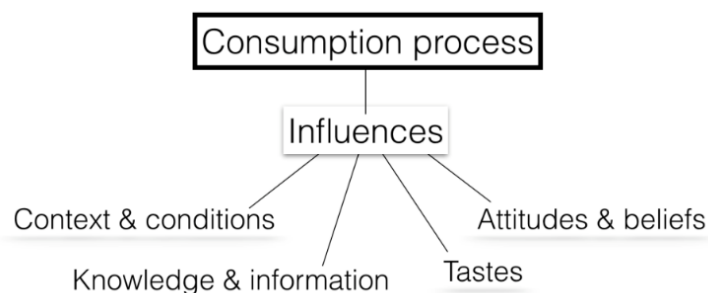 Consumption process
Influences
Context & conditions
Attitudes & beliefs
Knowledge & information
Tastes